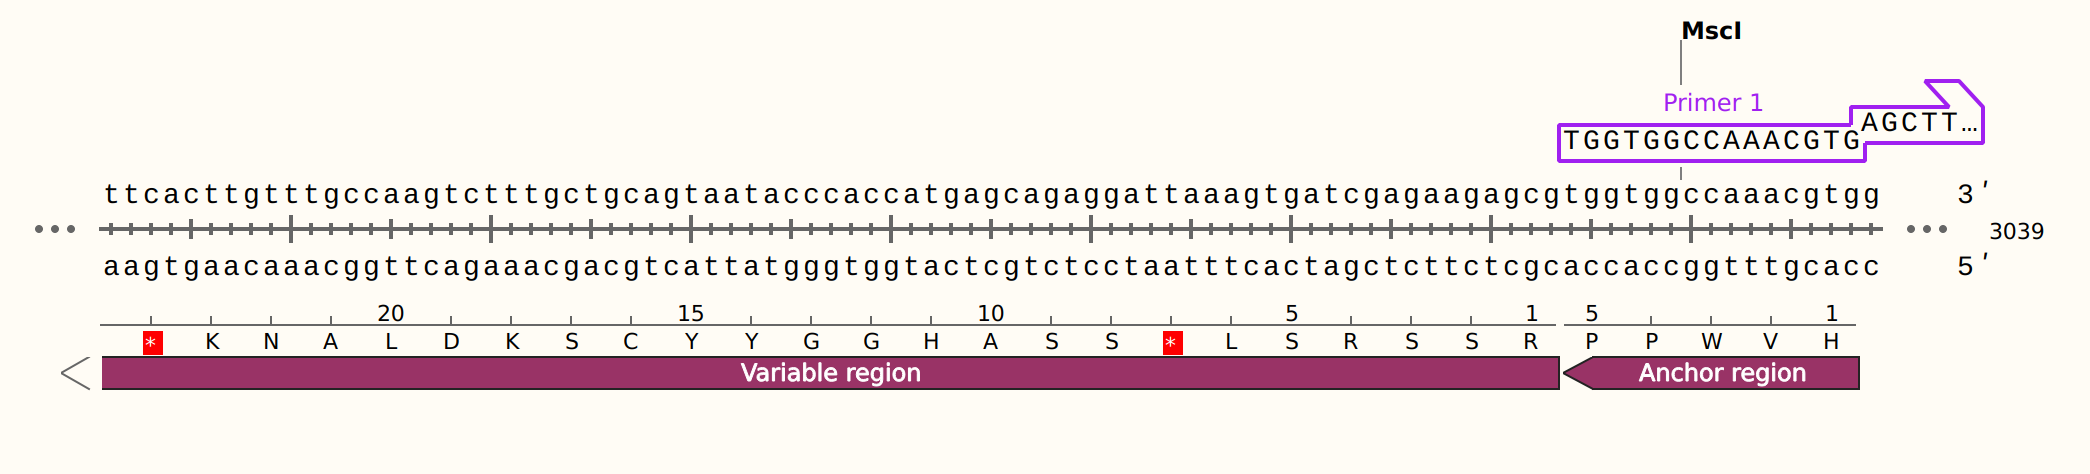 MscI
Primer 1
AGCTT...
TGGTGGCCAAACGTG
ttcacttgtttgccaagtctttgctgcagtaatacccaccatgagcagaggattaaagtgatcgagaagagcgtggtggccaaacgtgg 3'
3039
aagtgaacaaacggttcagaaacgacgtcattatgggtggtactcgtctcctaatttcactagctcttctcgcaccaccggtttgcacc 5'
20 15 10 5 1 5 1
* K N A L D K S C Y Y G G H A S S * L S R S S R P P W V H
Variable region Anchor region